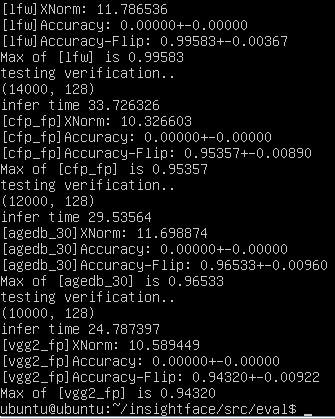 [lfw]XNorm: 11.786536
[lfw]Accuracy: 0.00000+-0.00000
[lfw]Accuracy-Flip: 0.99583+-0.00367
Max of [lfw] is 0.99583
testing verification..
(14000, 128)
infer time 33.726326
[cfp_fp]XNorm: 10.326603
[cfp_fp]Accuracy: 0.00000+-0.00000
[cfp_fp]Accuracy-Flip: 0.95357+-0.00890
Max of [cfp_fp] is 0.95357
testing verification..
(12000, 128)
infer time 29.53564
[agedb_30]XNorm: 11.698874
[agedb_30]Accuracy: 0.00000+-0.00000
[agedb_30]Accuracy-Flip: 0.96533+-0.00960
Max of [agedb_30] is 0.96533
testing verification..
(10000, 128)
infer time 24.787397
[vgg2_fp]XNorm: 10.589449
[vgg2_fp]Accuracy: 0.00000+-0.00000
[vgg2_fp]Accuracy-Flip: 0.94320+-0.00922
Max of [vgg2_fp] is 0.94320
ubuntu@ubuntu:~/insightface/src/eval$ _